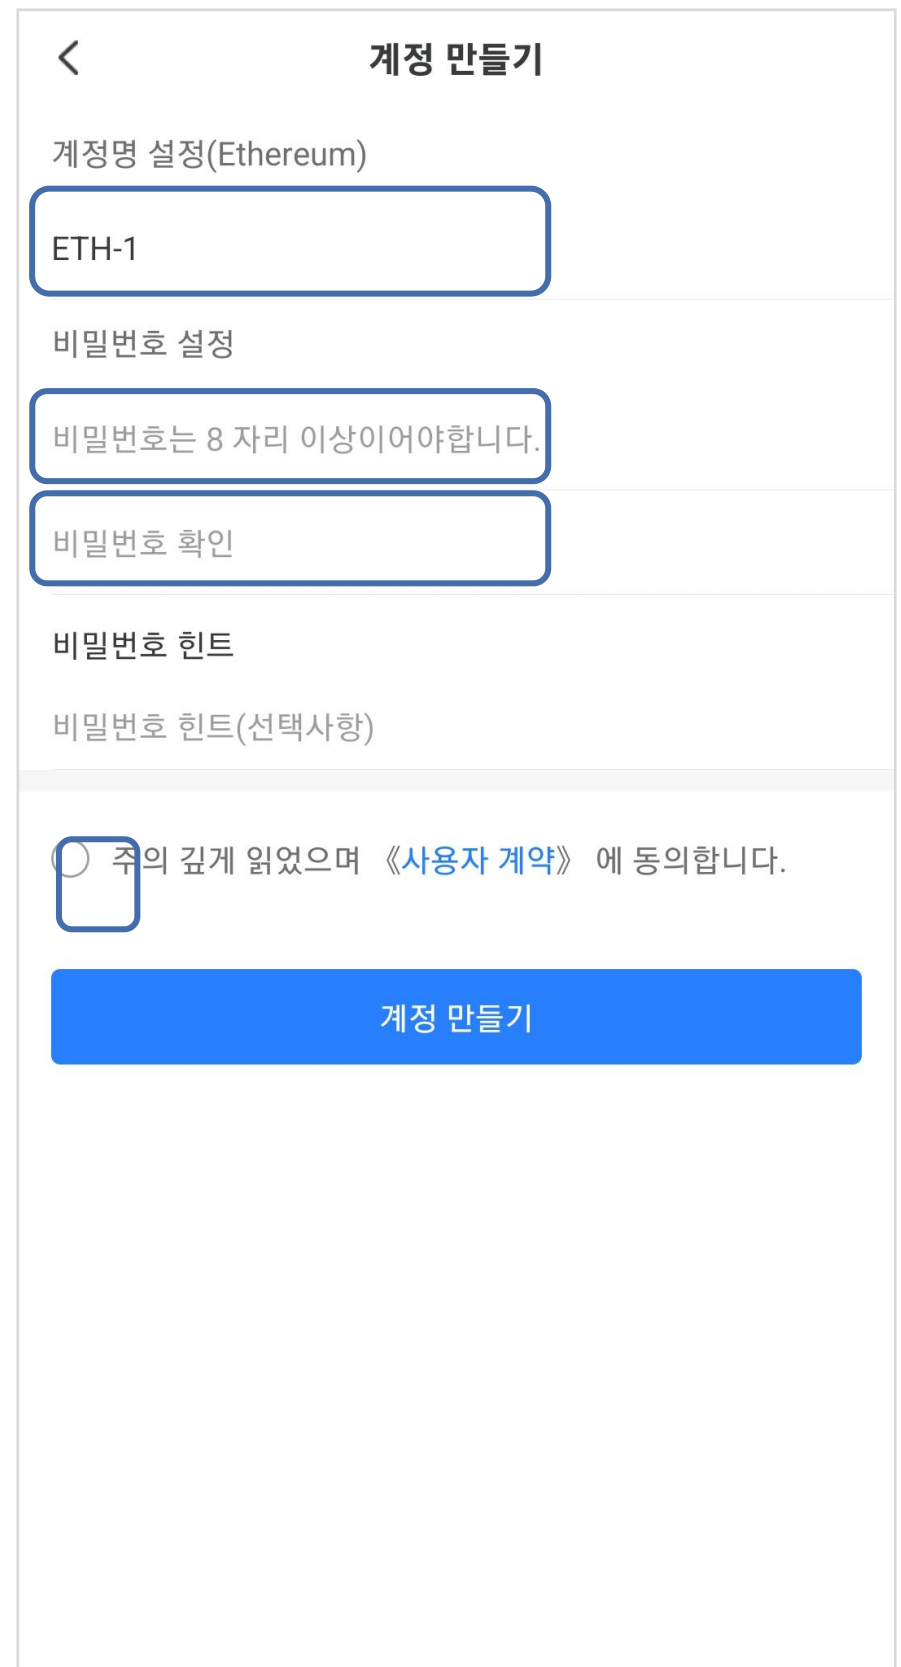 계정 만들기
계정명 설정(Ethereum)
ETH-1
비밀번호 설정
비밀번호는 8 자리 이상이어야합니다.
비밀번호 확인
비밀번호 힌트
비밀번호 힌트(선택사항)
주의 깊게 읽었으며 《사용자 계약》 에 동의합니다.
계정 만들기